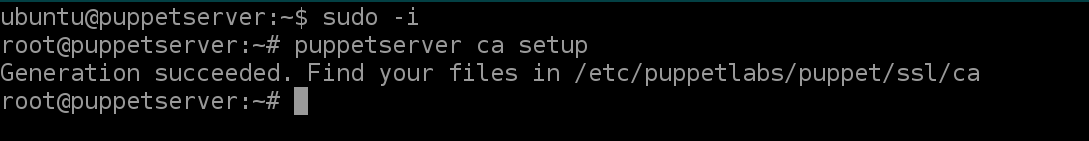 ubuntu@puppetserver:~$ sudo -i
root@puppetserver:~# puppetserver ca setup
Generation succeeded. Find your files in /etc/puppetlabs/puppet/ssl/ca
root@puppetserver:~#